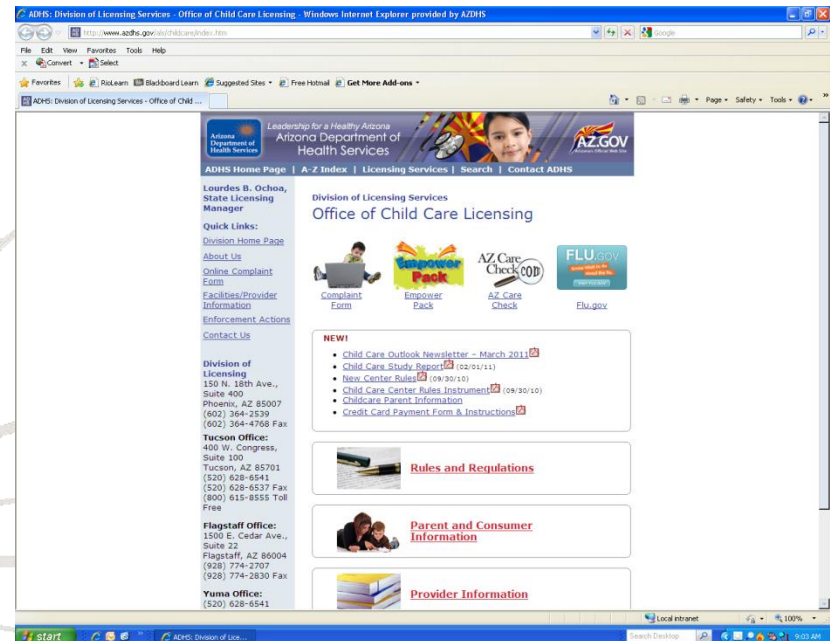 ADHS: Division of Licensing Services - Office of Child Care Licensing - Windows Internet Explorer provided by AZDHS
http://www.azdhs.gov/als/childcare/index.htm
Google
File Edit View Favorites Tools Help
x Convert Select
Favorites RioLearn Blackboard Learn Suggested Sites Free Hotmail Get More Add-ons
ADHS: Division of Licensing Services - Office of Child ...
Page Safety Tools
Arizona
Department of
Health Services
Leadership for a Healthy Arizona
Arizona Department of
Health Services
AZ.GOV
ADHS Home Page | A-Z Index | Licensing Services | Search | Contact ADHS
Lourdes B. Ochoa,
State Licensing
Manager
Quick Links:
Division Home Page
About Us
Online Complaint
Form
Facilities/Provider
Information
Enforcement Actions
Contact Us
Division of
Licensing
150 N. 18th Ave.,
Suite 400
Phoenix, AZ 85007
(602) 364-2539
(602) 364-4768 Fax
Tucson Office:
400 W. Congress,
Suite 100
Tucson, AZ 85701
(520) 628-6541
(520) 628-6537 Fax
(800) 615-8555 Toll
Free
Flagstaff Office:
1500 E. Cedar Ave.,
Suite 22
Flagstaff, AZ 86004
(928) 774-2707
(928) 774-2830 Fax
Yuma Office:
(520) 628-6541
Division of Licensing Services
Office of Child Care Licensing
Empower
Pack
AZ Care
Check.com
FLU.GOV
Complaint
Form
Empower
Pack
AZ Care
Check
Flu.gov
NEW!
Child Care Outlook Newsletter – March 2011
Child Care Study Report (02/01/11)
New Center Rules (09/30/10)
Child Care Center Rules Instrument (09/30/10)
Childcare Parent Information
Credit Card Payment Form & Instructions
Rules and Regulations
Parent and Consumer
Information
Provider Information
Local intranet
100%
start
ADHS: Division of Lice...
Search Desktop
9:03 AM